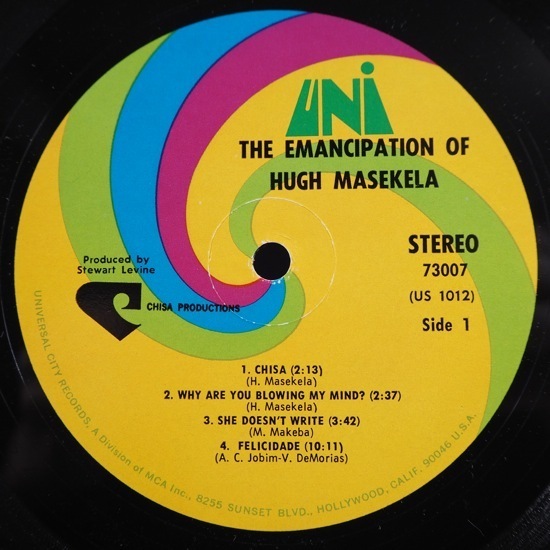 UNI
THE EMANCIPATION OF
HUGH MASEKELA
Produced by
Stewart Levine
CHISA PRODUCTIONS
STEREO
73007
(US 1012)
Side 1
1. CHISA (2:13)
(H. Masekela)
2. WHY ARE YOU BLOWING MY MIND? (2:37)
(H. Masekela)
3. SHE DOESN'T WRITE (3:42)
(M. Makeba)
4. FELICIDADE (10:11)
(A. C. Jobim-V. DeMorias)
UNIVERSAL CITY RECORDS, A Division of MCA Inc., 8255 SUNSET BLVD., HOLLYWOOD, CALIF. 90046 U.S.A.